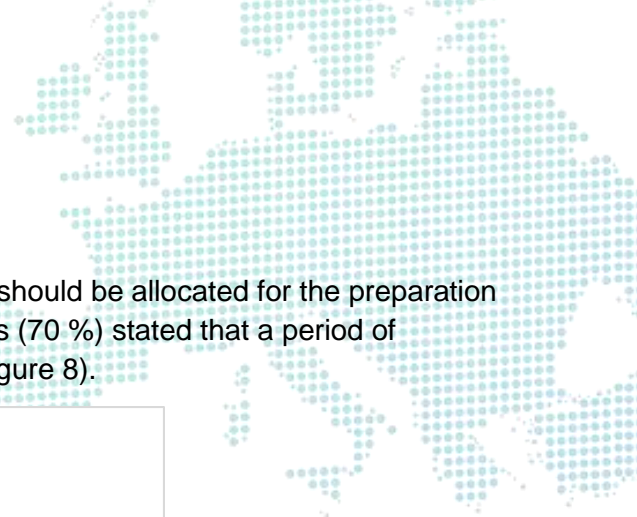 should be allocated for the preparation
s (70 %) stated that a period of
gure 8).